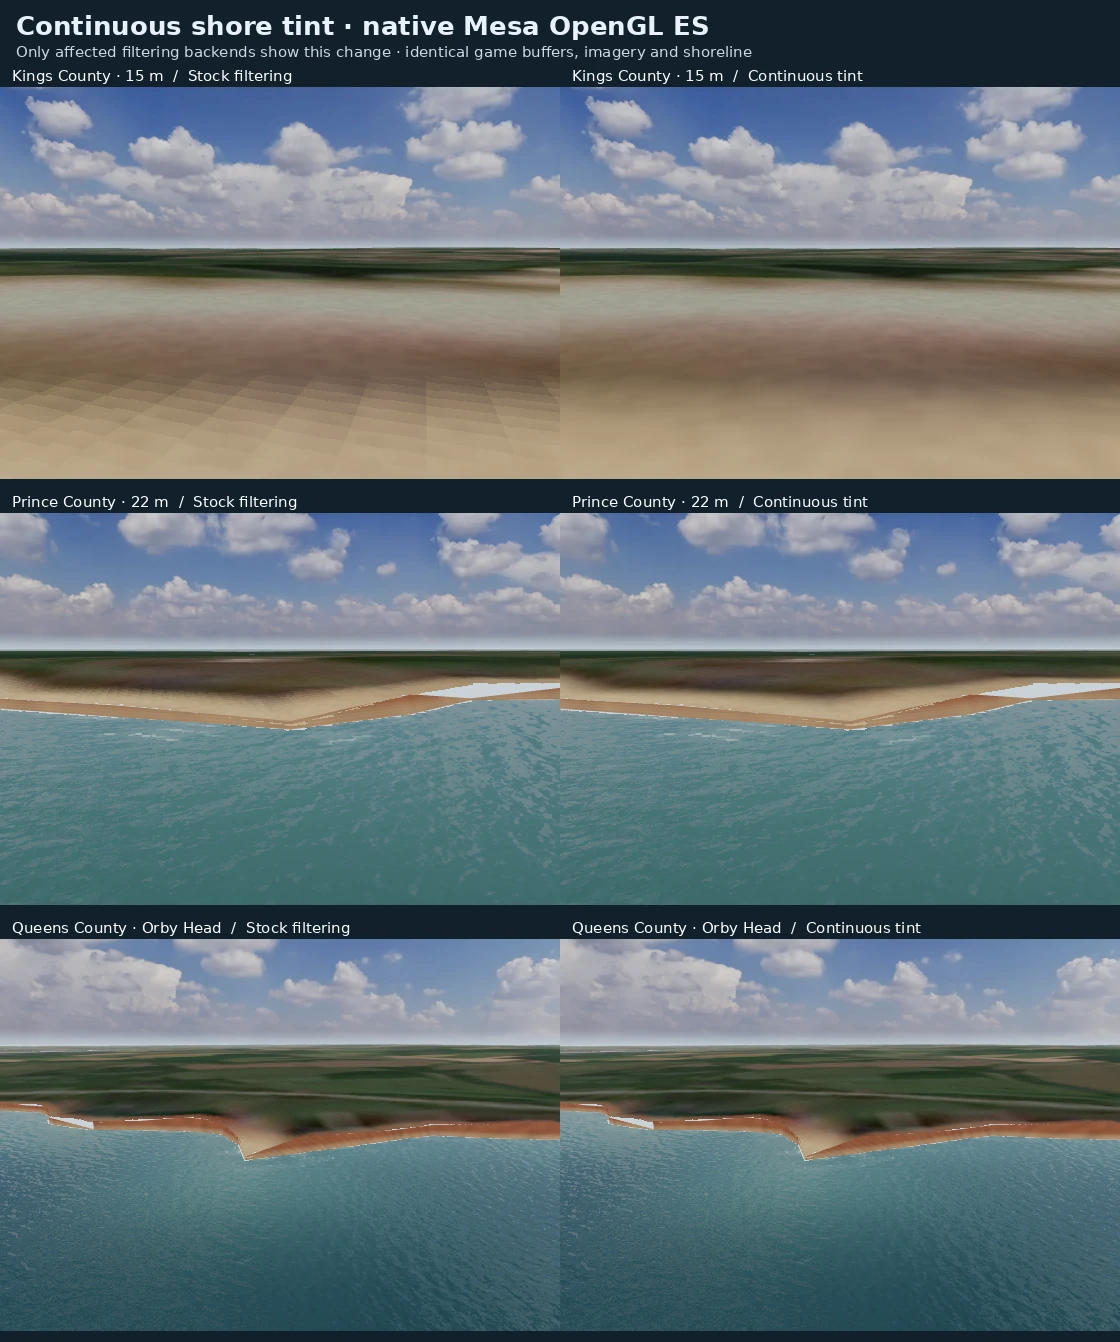 Continuous shore tint · native Mesa OpenGL ES
Only affected filtering backends show this change · identical game buffers, imagery and shoreline
Kings County · 15 m / Stock filtering
Kings County · 15 m / Continuous tint
Prince County · 22 m / Stock filtering
Prince County · 22 m / Continuous tint
Queens County · Orby Head / Stock filtering
Queens County · Orby Head / Continuous tint